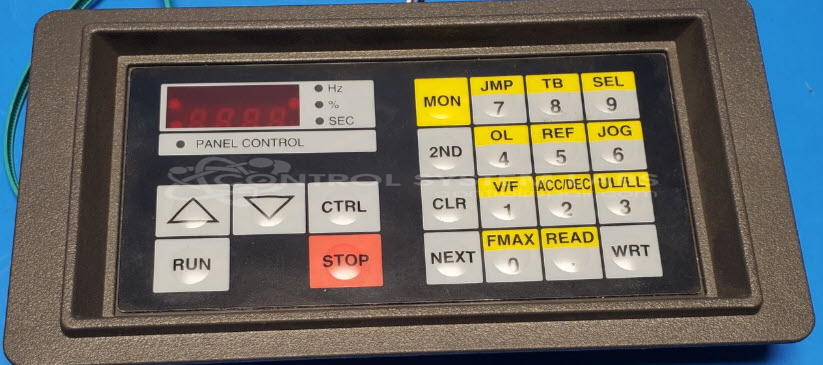 Hz
%
SEC
PANEL CONTROL
CTRL
RUN
STOP
MON
JMP
7
TB
8
SEL
9
2ND
OL
4
REF
5
JOG
6
CLR
V/F
1
ACC/DEC
2
UL/LL
3
NEXT
FMAX
0
READ
.
WRT
CONTROL